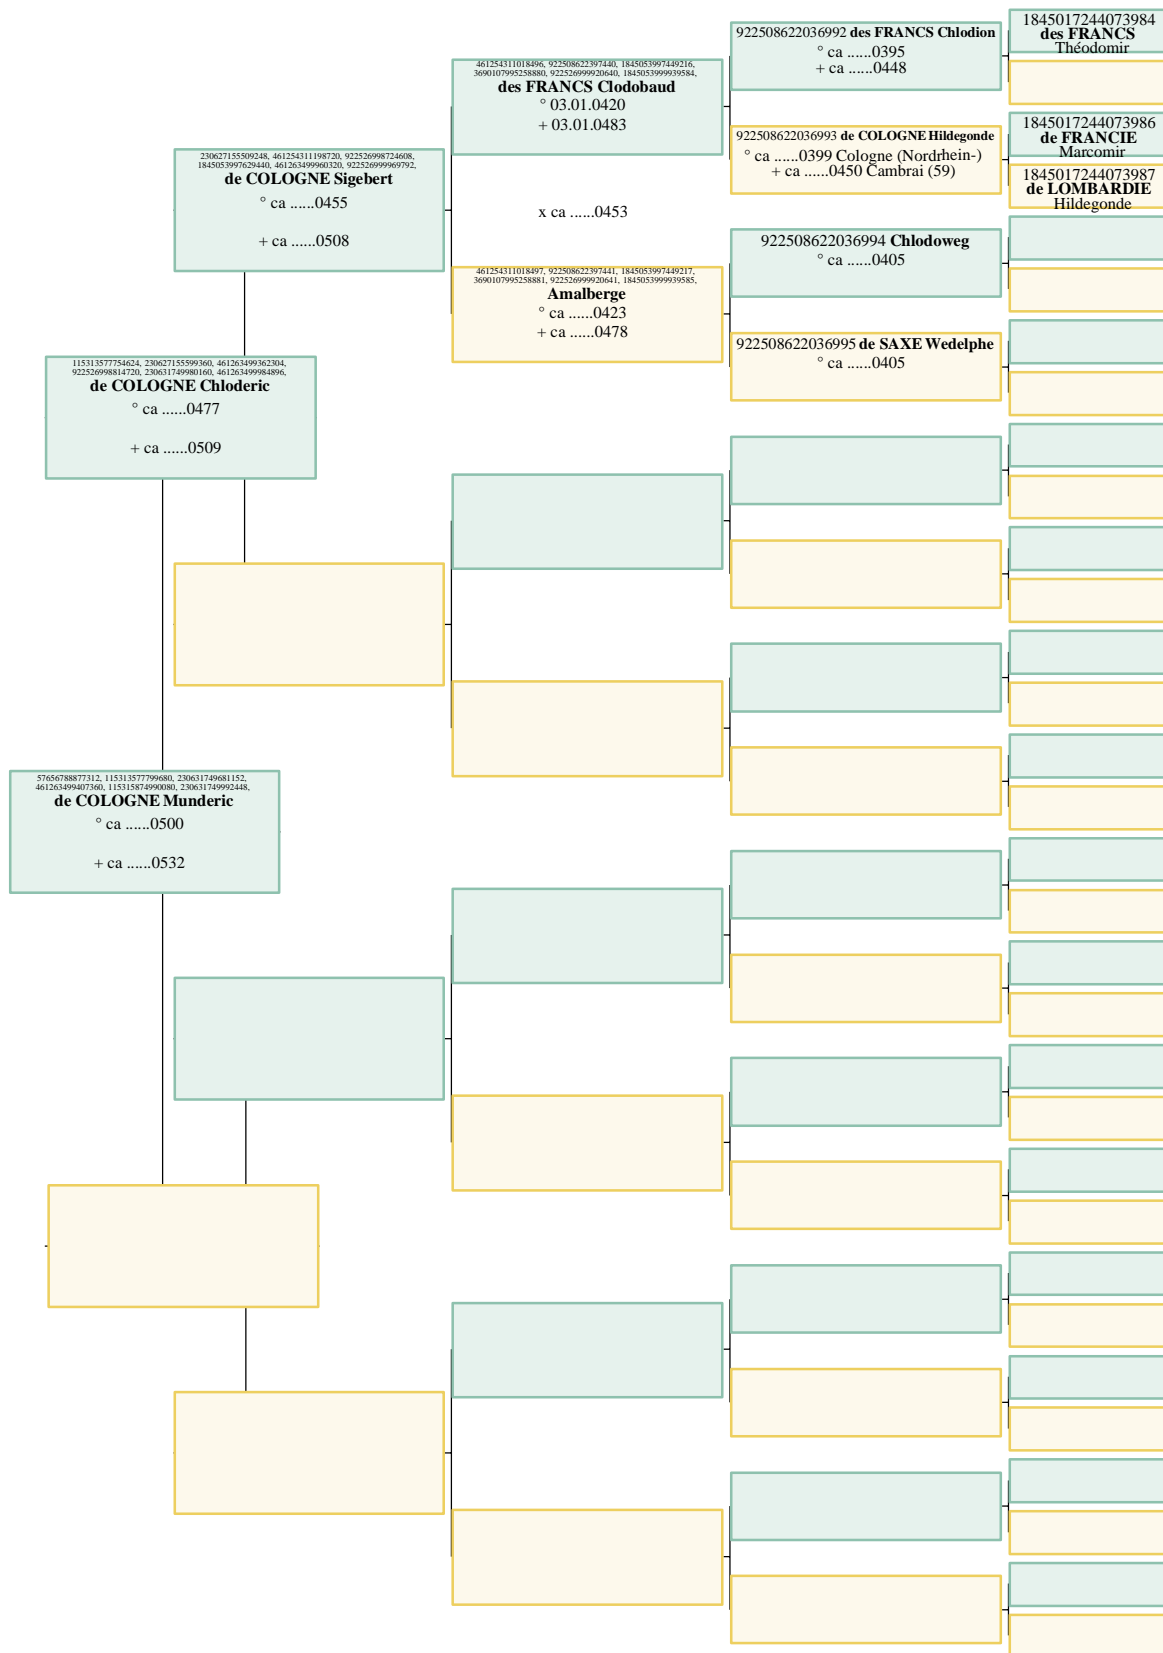 922508622036992 des FRANCS Chlodion
° ca ......0395
+ ca ......0448
1845017244073984
des FRANCS
Théodomir
461254311018496, 922508622397440, 1845053997449216,
3690107995258880, 922526999920640, 1845053999939584,
des FRANCS Clodobaud
° 03.01.0420
+ 03.01.0483
922508622036993 de COLOGNE Hildegonde
° ca ......0399 Cologne (Nordrhein-)
+ ca ......0450 Cambrai (59)
1845017244073986
de FRANCIE
Marcomir
1845017244073987
de LOMBARDIE
Hildegonde
230627155509248, 461254311198720, 922526998724608,
1845053997629440, 461263499960320, 922526999969792,
de COLOGNE Sigebert
° ca ......0455
+ ca ......0508
x ca ......0453
922508622036994 Chlodoweg
° ca ......0405
461254311018497, 922508622397441, 1845053997449217,
3690107995258881, 922526999920641, 1845053999939585,
Amalberge
° ca ......0423
+ ca ......0478
922508622036995 de SAXE Wedelphe
° ca ......0405
115313577754624, 230627155599360, 461263499362304,
922526998814720, 230631749980160, 461263499984896,
de COLOGNE Chloderic
° ca ......0477
+ ca ......0509
57656788877312, 115313577799680, 230631749681152,
461263499407360, 115315874990080, 230631749992448,
de COLOGNE Munderic
° ca ......0500
+ ca ......0532